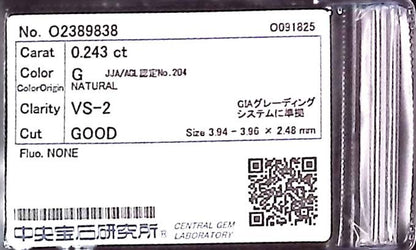 No. O2389838 O091825
Carat 0.243 ct
Color G JJA/AGL認定No.204
ColorOrigin NATURAL
Clarity VS-2 GIAグレーディング
システムに準拠
Cut GOOD Size 3.94 - 3.96 × 2.48 mm
Fluo. NONE
中央宝石研究所® CENTRAL GEM
LABORATORY